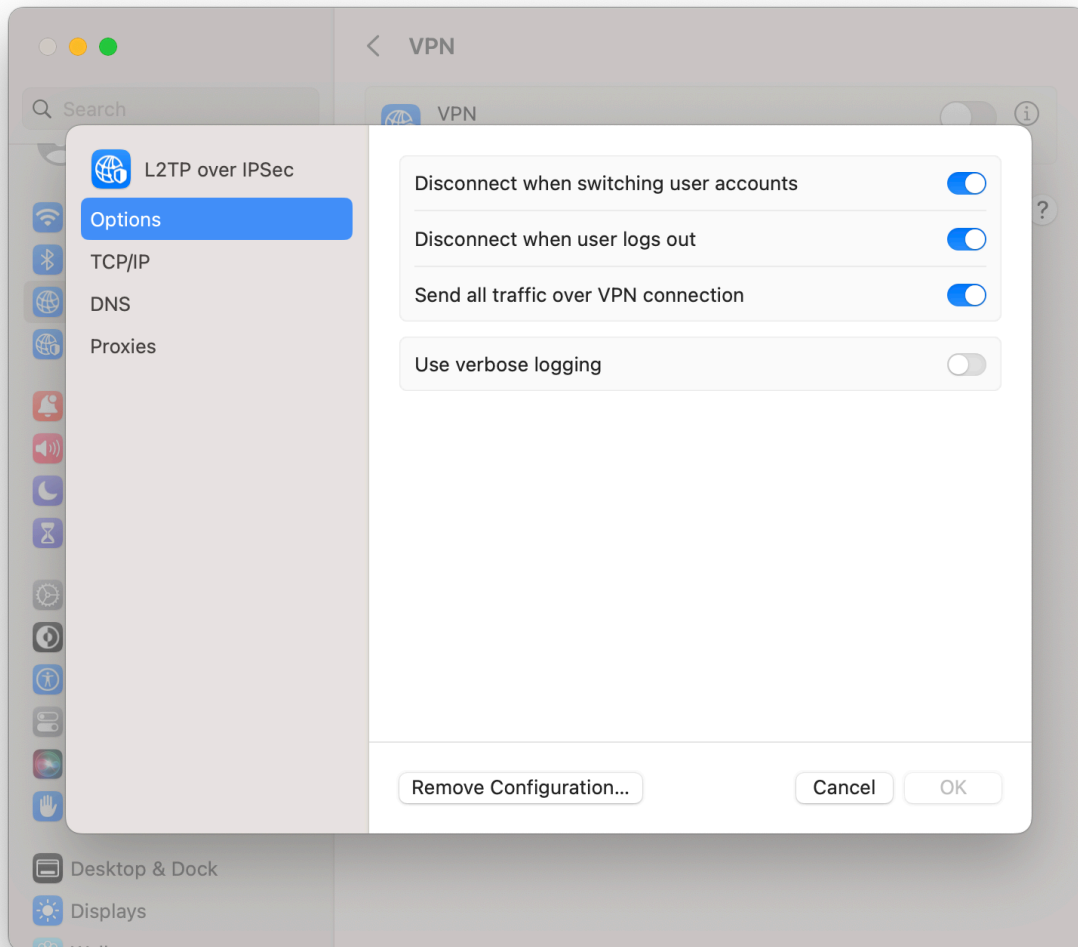 VPN
Search
VPN
L2TP over IPSec
Options
TCP/IP
DNS
Proxies
Disconnect when switching user accounts
Disconnect when user logs out
Send all traffic over VPN connection
Use verbose logging
?
Remove Configuration...
Cancel
OK
Desktop & Dock
Displays